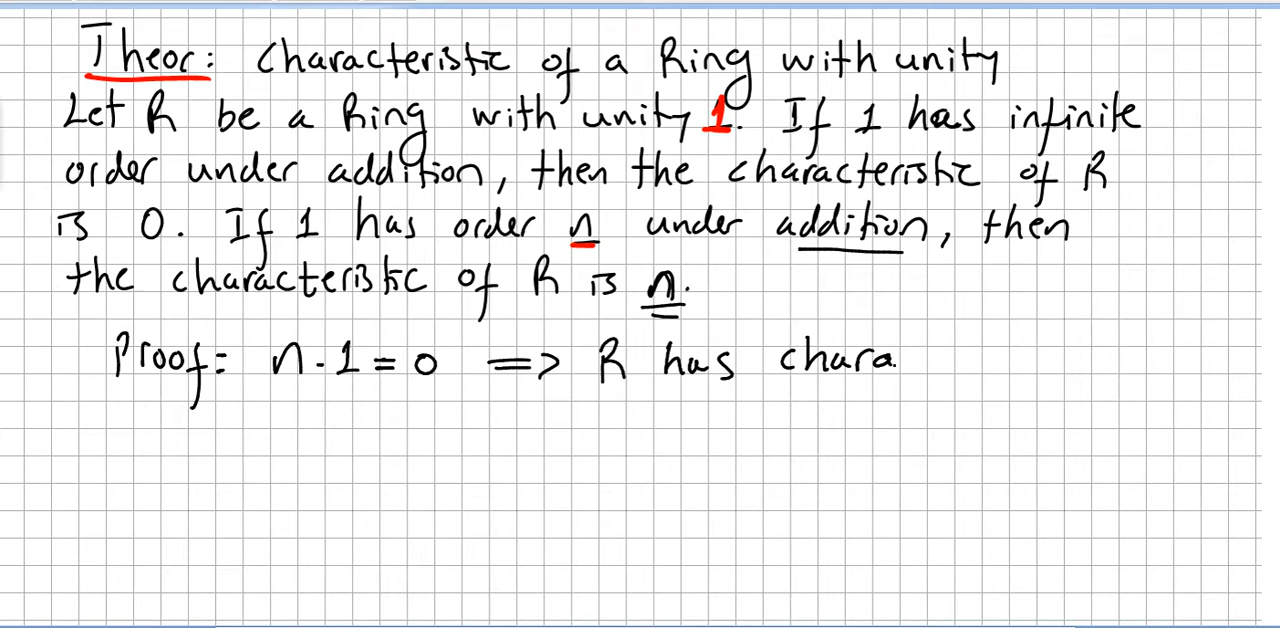 Theor: Characteristic of a Ring with unity
Let R be a Ring with unity 1. If 1 has infinite
order under addition, then the characteristic of R
is 0. If 1 has order n under addition, then
the characteristic of R is n.
Proof: n · 1 = 0 => R has chara